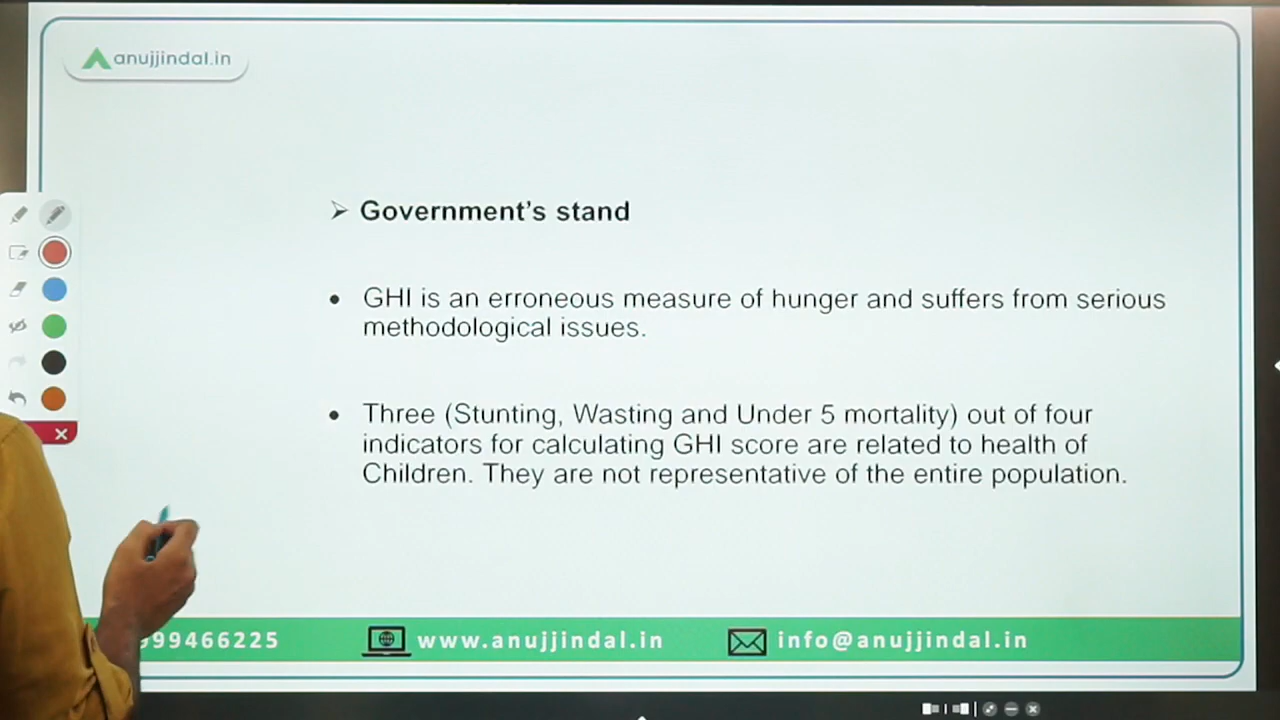 anujjindal.in
Government's stand
GHI is an erroneous measure of hunger and suffers from serious
methodological issues.
Three (Stunting, Wasting and Under 5 mortality) out of four
indicators for calculating GHI score are related to health of
Children. They are not representative of the entire population.
999466225 www.anujjindal.in info@anujjindal.in